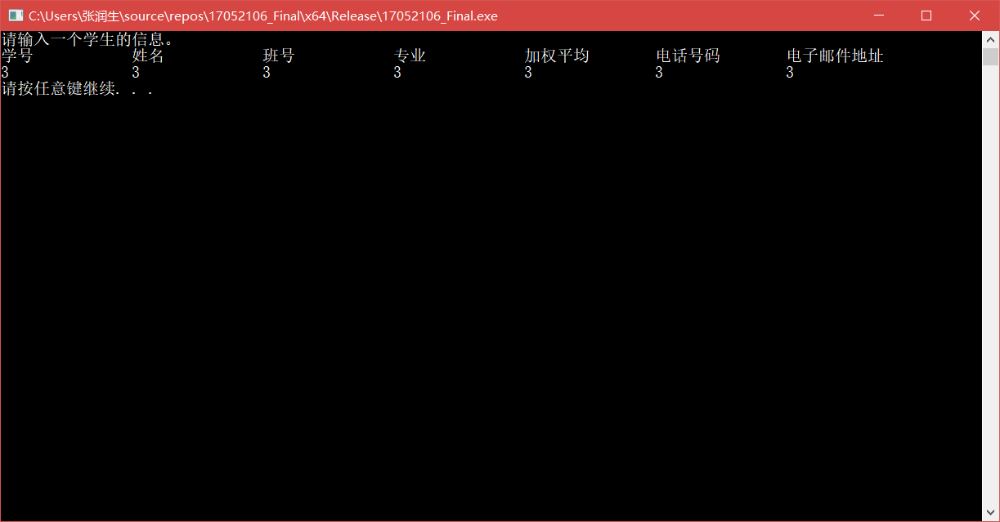 C:\Users\张润生\source\repos\17052106_Final\x64\Release\17052106_Final.exe
请输入一个学生的信息。
学号 姓名 班号 专业 加权平均 电话号码 电子邮件地址
3 3 3 3 3 3 3
请按任意键继续. . .